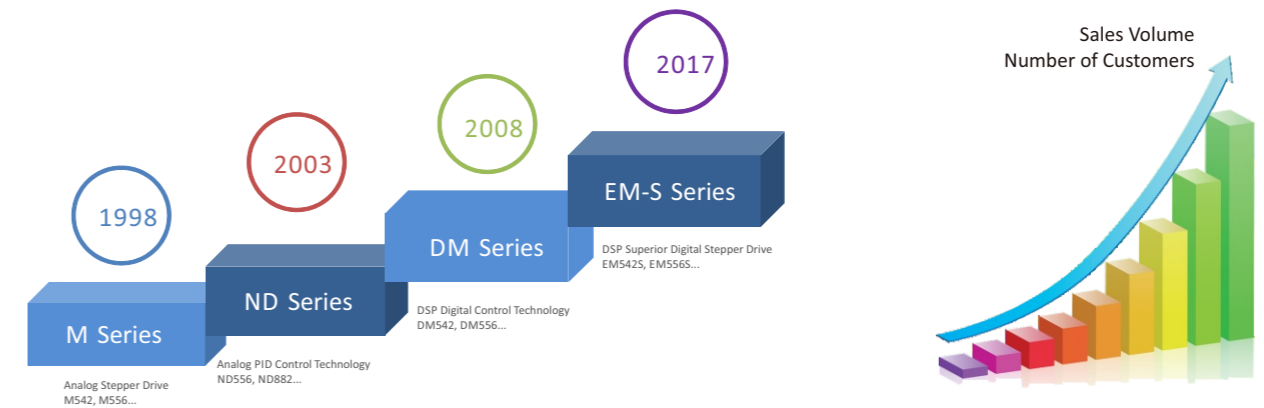 1998
M Series
Analog Stepper Drive
M542, M556...
2003
ND Series
Analog PID Control Technology
ND556, ND882...
2008
DM Series
DSP Digital Control Technology
DM542, DM556...
2017
EM-S Series
DSP Superior Digital Stepper Drive
EM542S, EM556S...
Sales Volume
Number of Customers